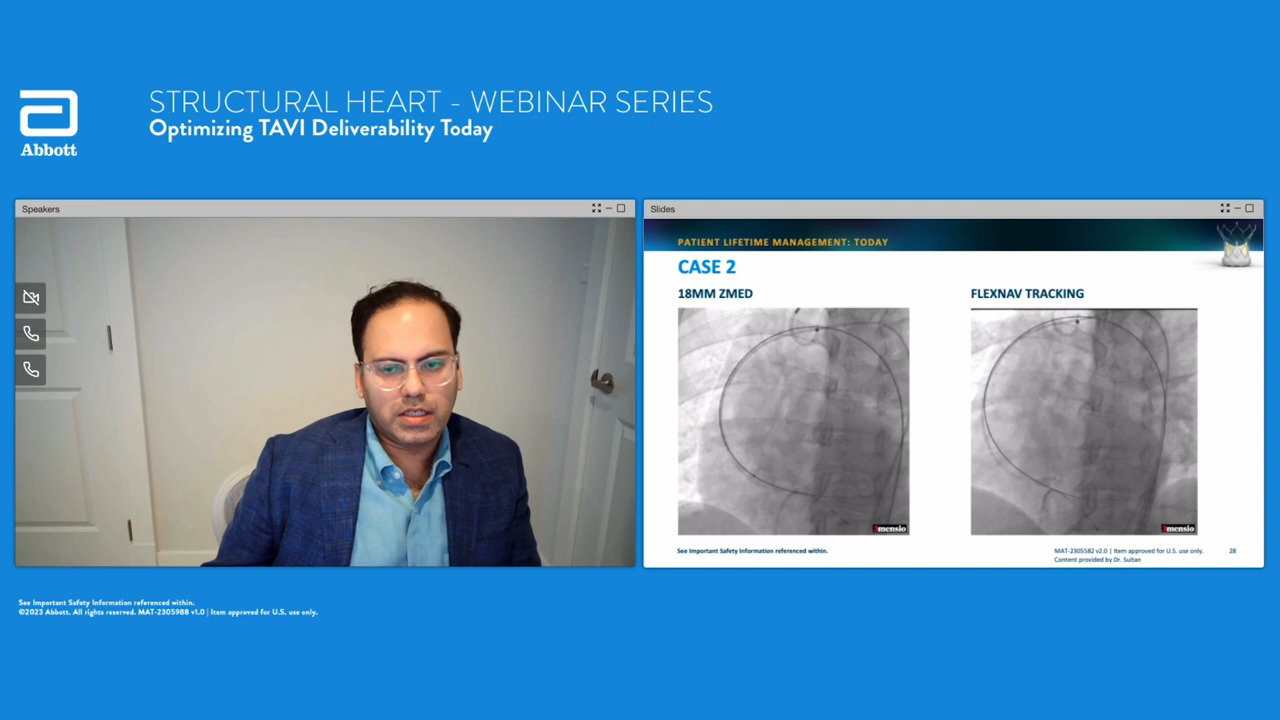 STRUCTURAL HEART - WEBINAR SERIES
Optimizing TAVI Deliverability Today
Abbott
Speakers
Slides
PATIENT LIFETIME MANAGEMENT: TODAY
CASE 2
18MM ZMED
FLEXNAV TRACKING
3mensio
3mensio
See Important Safety Information referenced within.
MAT-2305582 v2.0 | Item approved for U.S. use only.
Content provided by Dr. Sultan
28
See Important Safety Information referenced within.
©2023 Abbott. All rights reserved. MAT-2305988 v1.0 | Item approved for U.S. use only.